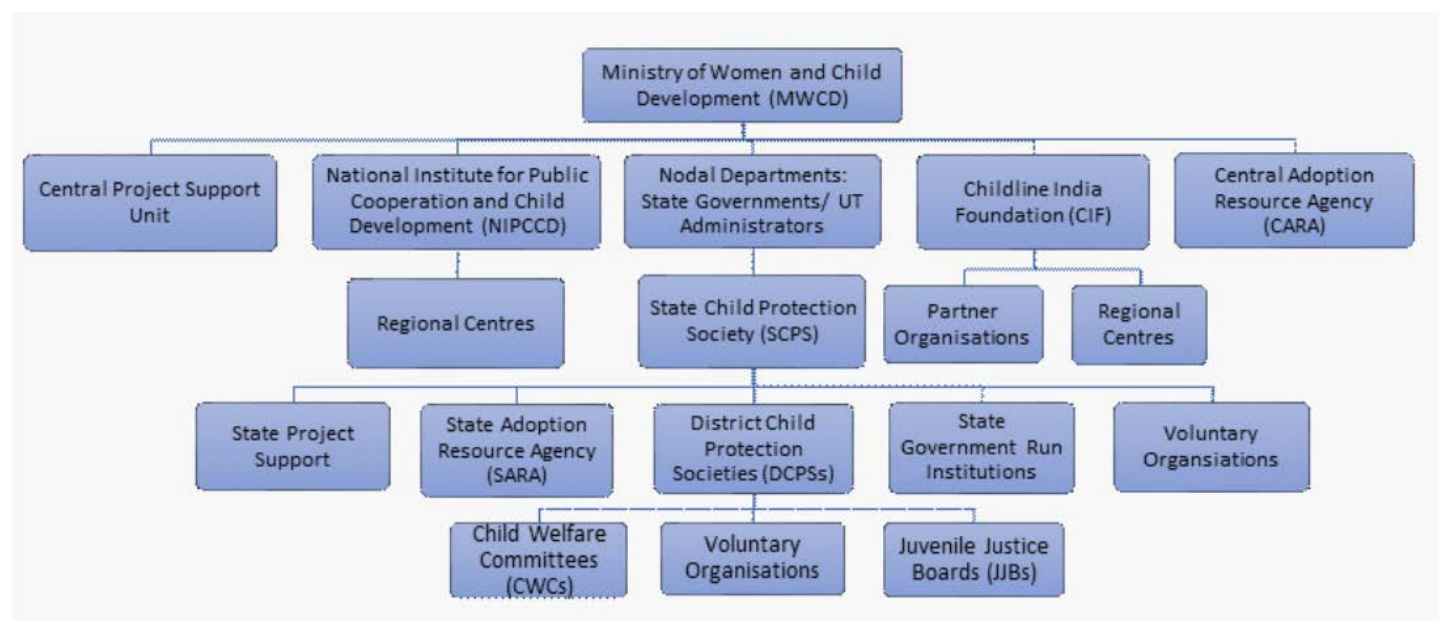 Ministry of Women and Child
Development (MWCD)
Central Project Support
Unit
National Institute for Public
Cooperation and Child
Development (NIPCCD)
Nodal Departments:
State Governments/ UT
Administrators
Childline India
Foundation (CIF)
Central Adoption
Resource Agency
(CARA)
Regional Centres
State Child Protection
Society (SCPS)
Partner
Organisations
Regional
Centres
State Project
Support
State Adoption
Resource Agency
(SARA)
District Child
Protection
Societies (DCPSs)
State
Government Run
Institutions
Voluntary
Organsiations
Child Welfare
Committees
(CWCs)
Voluntary
Organisations
Juvenile Justice
Boards (JJBs)